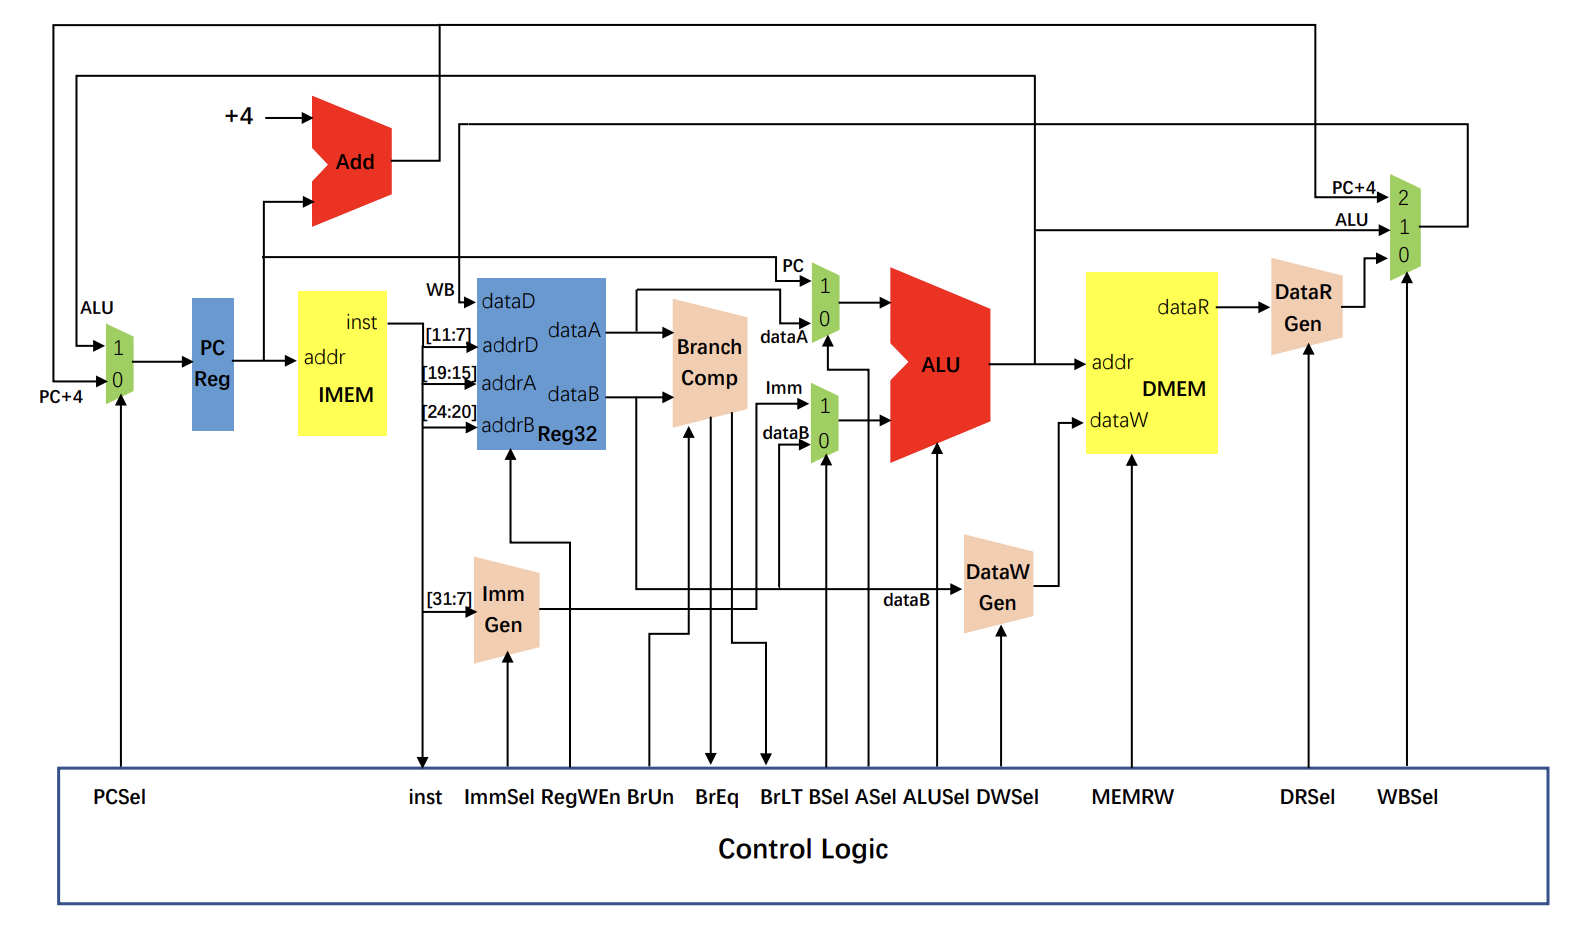 +4
Add
PC+4
2
ALU
1
0
PC
1
0
dataA
WB
dataD
dataA
[11:7]
addrD
[19:15]
addrA
dataB
[24:20]
addrB
Reg32
ALU
1
0
PC+4
PC
Reg
inst
addr
IMEM
Branch
Comp
Imm
1
dataB
0
ALU
dataR
addr
DMEM
dataW
DataR
Gen
[31:7]
Imm
Gen
dataB
DataW
Gen
PCSel
inst
ImmSel
RegWEn
BrUn
BrEq
BrLT
BSel
ASel
ALUSel
DWSel
MEMRW
DRSel
WBSel
Control Logic